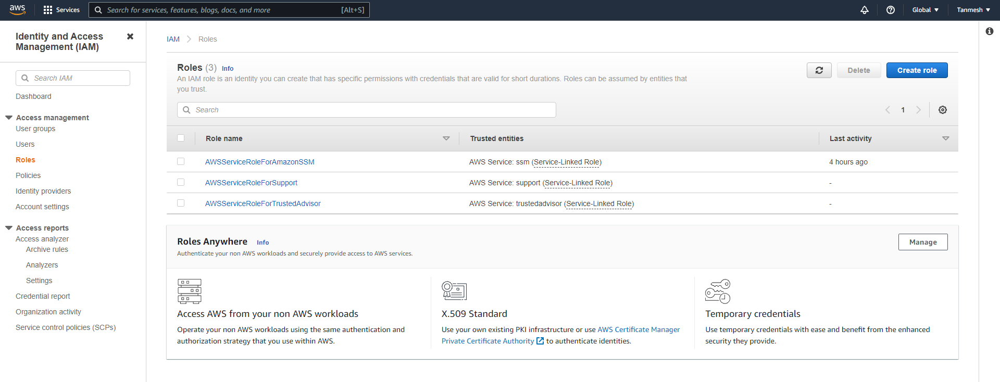 aws
Services
Search for services, features, blogs, docs, and more
[Alt+S]
Global
Tanmesh
Identity and Access
Management (IAM)
Search IAM
Dashboard
Access management
User groups
Users
Roles
Policies
Identity providers
Account settings
Access reports
Access analyzer
Archive rules
Analyzers
Settings
Credential report
Organization activity
Service control policies (SCPs)
IAM
Roles
Roles (3) Info
An IAM role is an identity you can create that has specific permissions with credentials that are valid for short durations. Roles can be assumed by entities that
you trust.
Delete
Create role
Search
1
Role name Trusted entities Last activity
AWSServiceRoleForAmazonSSM AWS Service: ssm (Service-Linked Role) 4 hours ago
AWSServiceRoleForSupport AWS Service: support (Service-Linked Role) -
AWSServiceRoleForTrustedAdvisor AWS Service: trustedadvisor (Service-Linked Role) -
Roles Anywhere Info
Authenticate your non AWS workloads and securely provide access to AWS services.
Manage
Access AWS from your non AWS workloads
Operate your non AWS workloads using the same authentication and
authorization strategy that you use within AWS.
X.509 Standard
Use your own existing PKI infrastructure or use AWS Certificate Manager
Private Certificate Authority to authenticate identities.
Temporary credentials
Use temporary credentials with ease and benefit from the enhanced
security they provide.